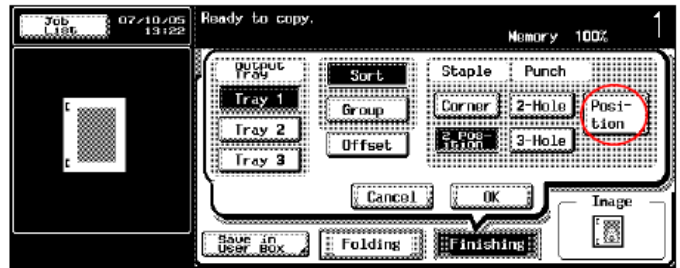 Job
List
07/10/05
13:22
Ready to copy.
Memory 100%
1
Output
Tray
Tray 1
Tray 2
Tray 3
Sort
Group
Offset
Staple
Corner
2 Pos-
ition
Punch
2-Hole
3-Hole
Posi-
tion
Cancel
OK
Save in
User Box
Folding
Finishing
Image